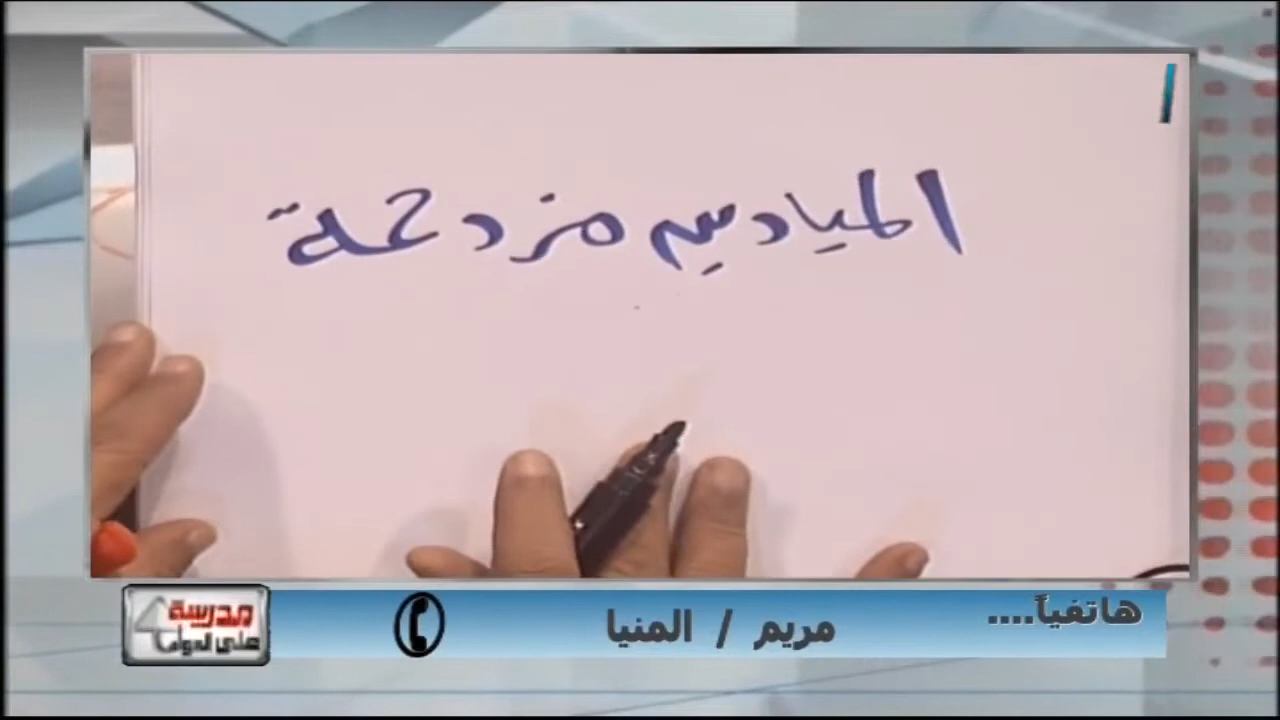 الميادين مزدحمة
هاتفياً....
مريم / المنيا
مدرسة
على الهواء